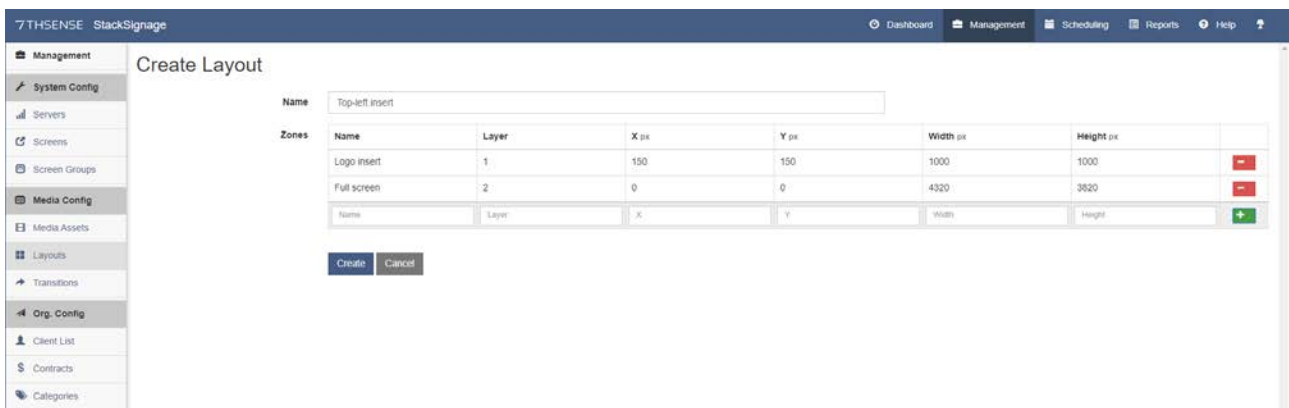 7THSENSE StackSignage Dashboard Management Scheduling Reports Help
Management
System Config
Servers
Screens
Screen Groups
Media Config
Media Assets
Layouts
Transitions
Org. Config
Client List
Contracts
Categories
Create Layout
Name Top-left insert
Zones Name Layer X px Y px Width px Height px
Logo insert 1 150 150 1000 1000
Full screen 2 0 0 4320 3820
Name Layer X Y Width Height
Create Cancel